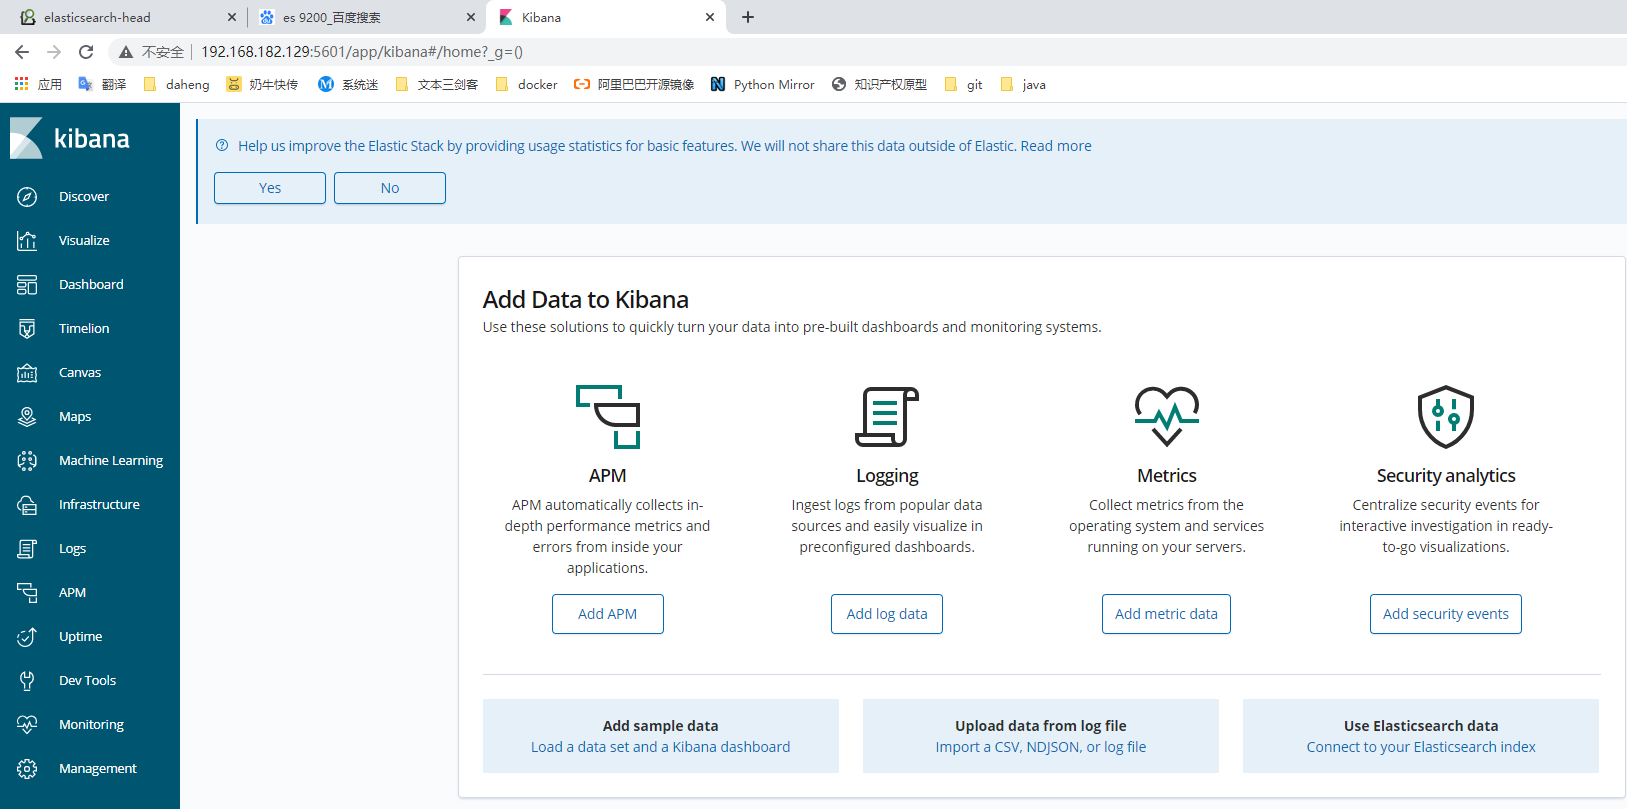 elasticsearch-head
es 9200_百度搜索
Kibana
不安全
192.168.182.129:5601/app/kibana#/home?_g=()
应用
翻译
daheng
奶牛快传
系统迷
文本三剑客
docker
阿里巴巴开源镜像
Python Mirror
知识产权原型
git
java
kibana
Discover
Visualize
Dashboard
Timelion
Canvas
Maps
Machine Learning
Infrastructure
Logs
APM
Uptime
Dev Tools
Monitoring
Management
Help us improve the Elastic Stack by providing usage statistics for basic features. We will not share this data outside of Elastic. Read more
Yes
No
Add Data to Kibana
Use these solutions to quickly turn your data into pre-built dashboards and monitoring systems.
APM
APM automatically collects in-
depth performance metrics and
errors from inside your
applications.
Add APM
Logging
Ingest logs from popular data
sources and easily visualize in
preconfigured dashboards.
Add log data
Metrics
Collect metrics from the
operating system and services
running on your servers.
Add metric data
Security analytics
Centralize security events for
interactive investigation in ready-
to-go visualizations.
Add security events
Add sample data
Load a data set and a Kibana dashboard
Upload data from log file
Import a CSV, NDJSON, or log file
Use Elasticsearch data
Connect to your Elasticsearch index